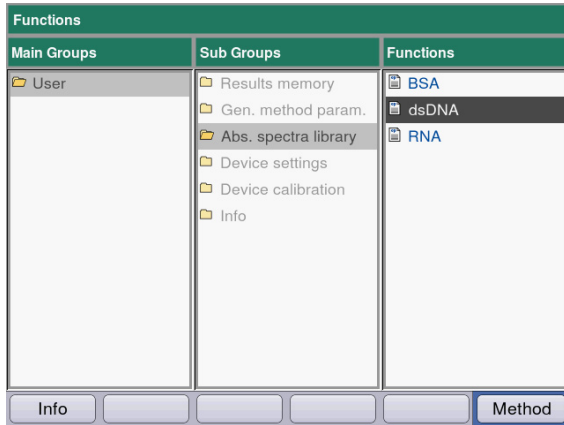 Functions
Main Groups
Sub Groups
Functions
User
Results memory
Gen. method param.
Abs. spectra library
Device settings
Device calibration
Info
BSA
dsDNA
RNA
Info
Method